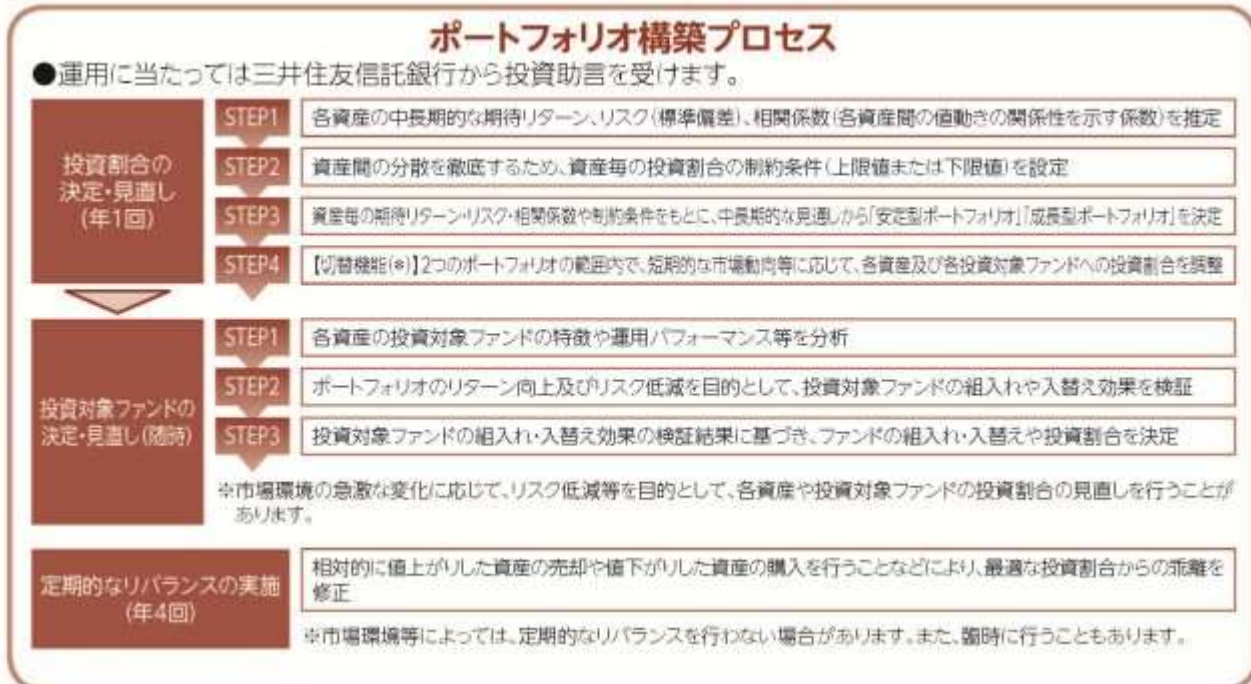 ポートフォリオ構築プロセス
●運用に当たっては三井住友信託銀行から投資助言を受けます。
投資割合の
決定・見直し
(年1回)
STEP1
各資産の中長期的な期待リターン、リスク(標準偏差)、相関係数(各資産間の値動きの関係性を示す係数)を推定
STEP2
資産間の分散を徹底するため、資産毎の投資割合の制約条件(上限値または下限値)を設定
STEP3
資産毎の期待リターン・リスク・相関係数や制約条件をもとに、中長期的な見通しから「安定型ポートフォリオ」「成長型ポートフォリオ」を決定
STEP4
【切替機能(*)】2つのポートフォリオの範囲内で、短期的な市場動向等に応じて、各資産及び各投資対象ファンドへの投資割合を調整
投資対象ファンドの
決定・見直し(随時)
STEP1
各資産の投資対象ファンドの特徴や運用パフォーマンス等を分析
STEP2
ポートフォリオのリターン向上及びリスク低減を目的として、投資対象ファンドの組入れや入替え効果を検証
STEP3
投資対象ファンドの組入れ・入替え効果の検証結果に基づき、ファンドの組入れ・入替えや投資割合を決定
※市場環境の急激な変化に応じて、リスク低減等を目的として、各資産や投資対象ファンドの投資割合の見直しを行うことが
あります。
定期的なリバランスの実施
(年4回)
相対的に値上がりした資産の売却や値下がりした資産の購入を行うことなどにより、最適な投資割合からの乖離を
修正
※市場環境等によっては、定期的なリバランスを行わない場合があります。また、臨時に行うこともあります。